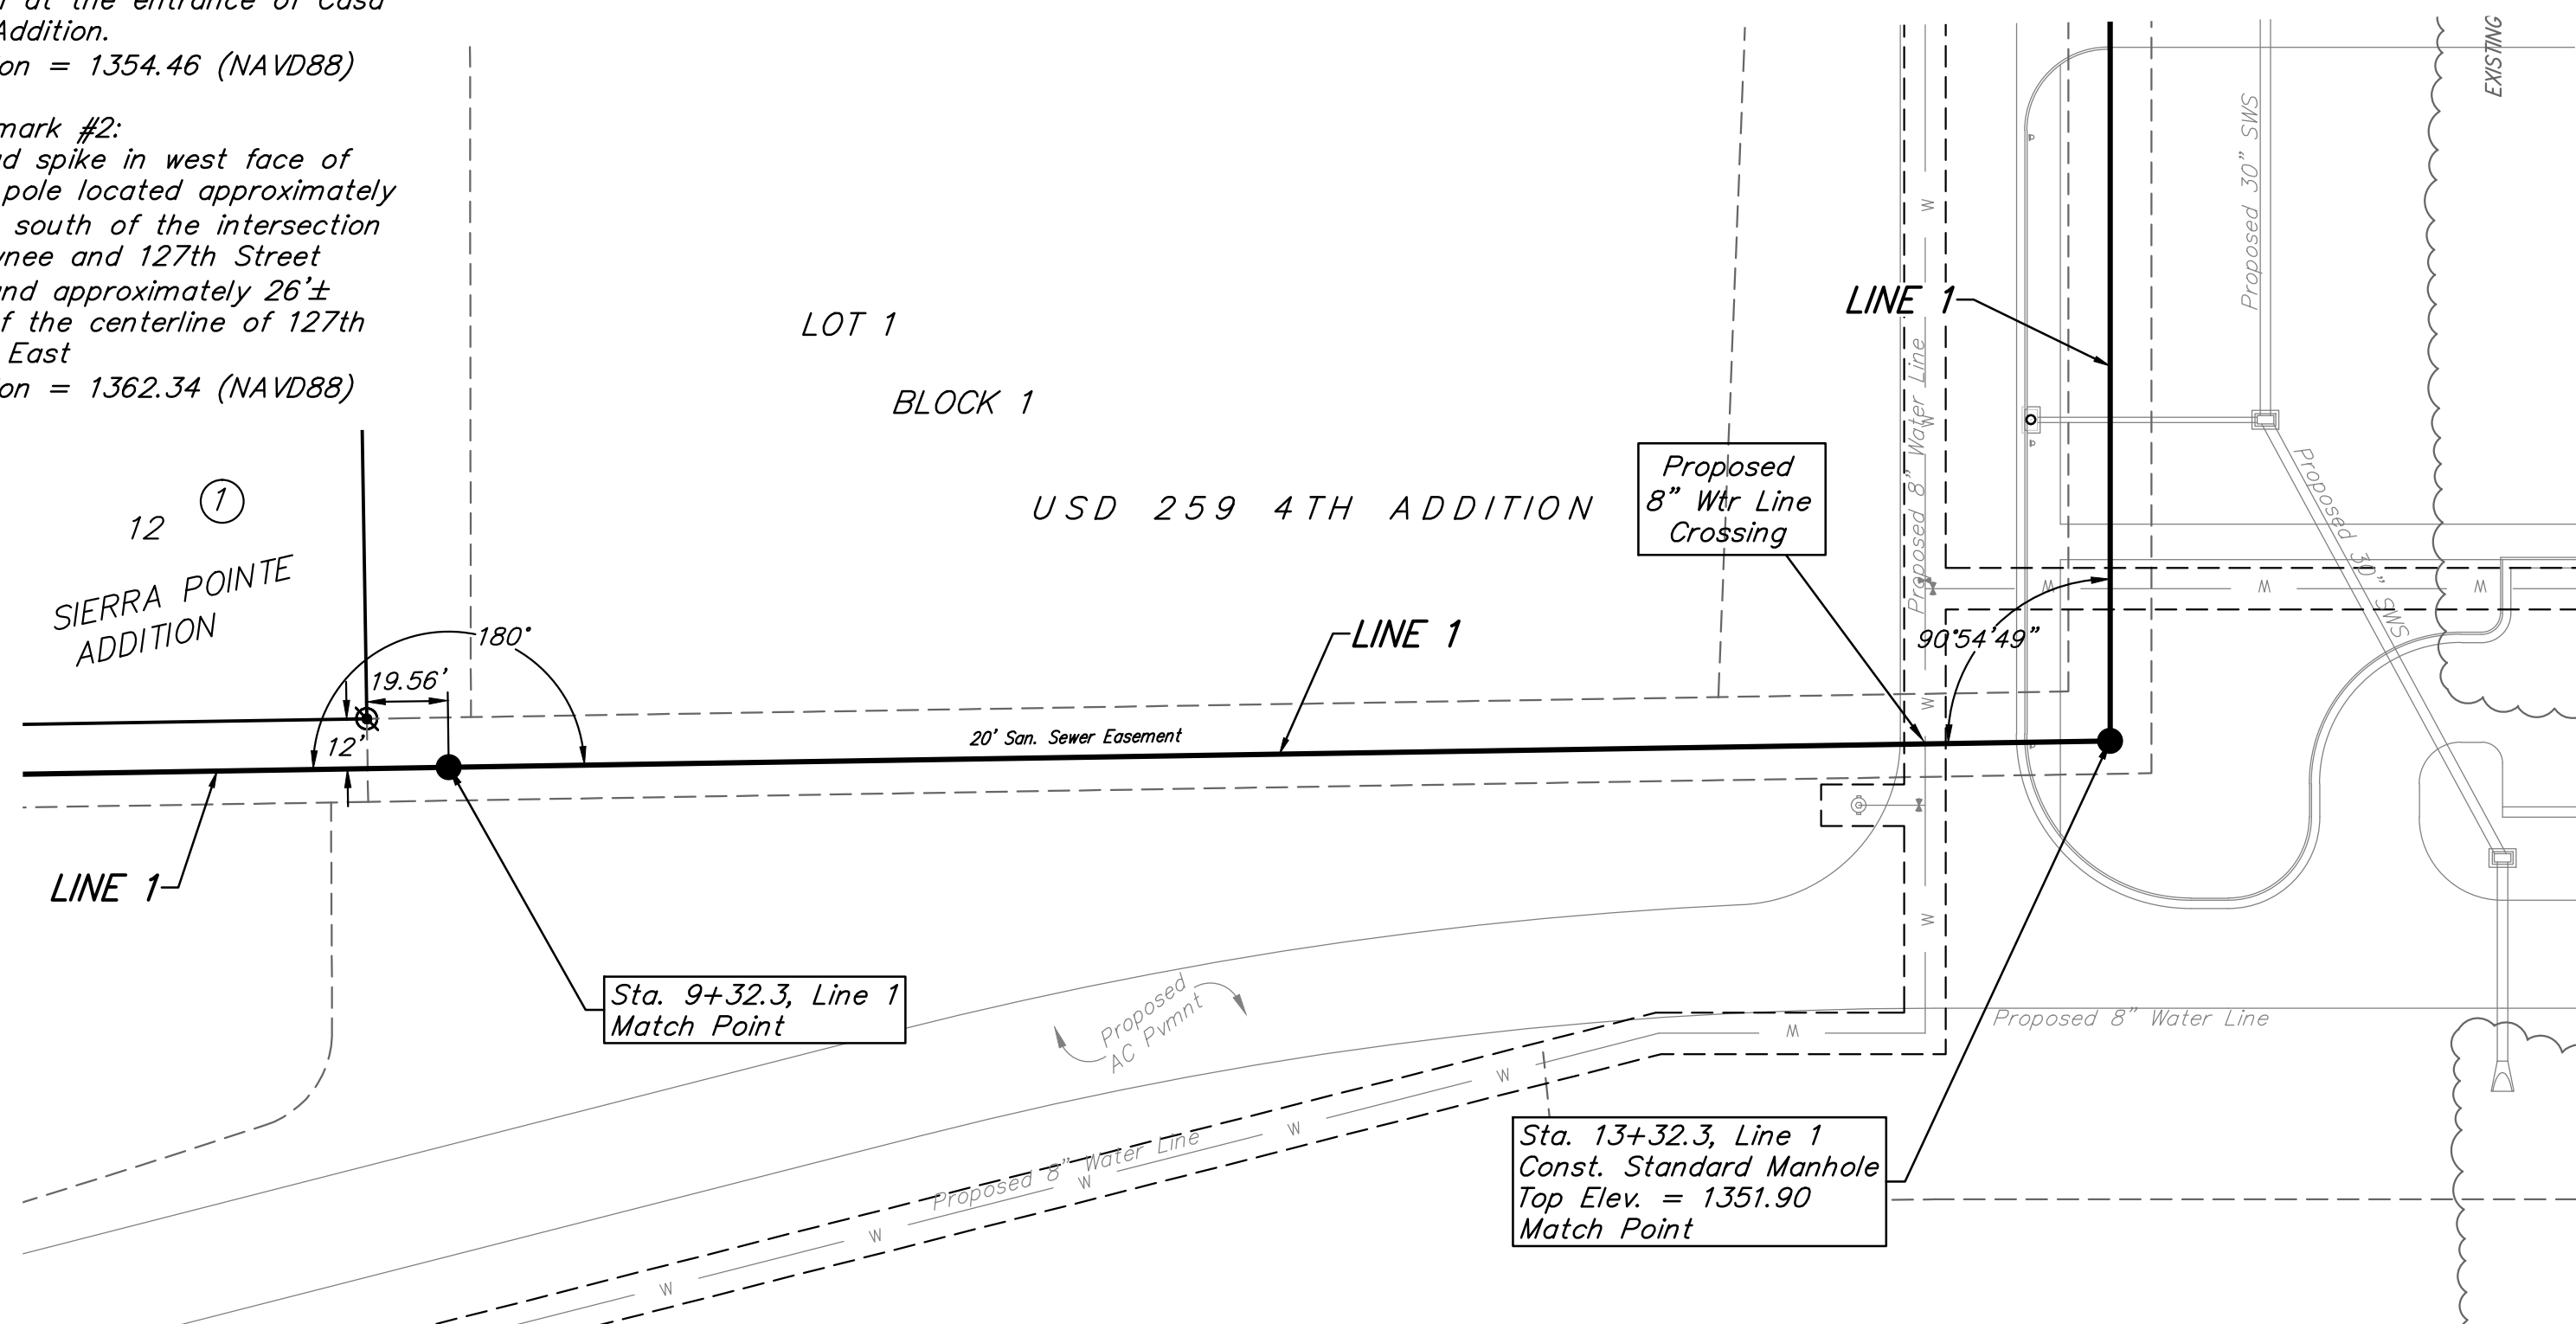 at the entrance of Casa
Addition.
on = 1354.46 (NAVD88)
mark #2:
d spike in west face of
pole located approximately
south of the intersection
nee and 127th Street
nd approximately 26'±
f the centerline of 127th
East
on = 1362.34 (NAVD88)
12
1
SIERRA POINTE
ADDITION
LOT 1
BLOCK 1
USD 259 4TH ADDITION
Proposed
8" Wtr Line
Crossing
LINE 1
Proposed 8" Water Line
W
W
Proposed 30" SWS
EXISTING
Proposed 30" SWS
W
W
W
90°54'49"
180°
19.56'
12'
LINE 1
20' San. Sewer Easement
W
W
LINE 1
Sta. 9+32.3, Line 1
Match Point
Proposed
AC Pvmnt
Proposed 8" Water Line
W
W
W
W
W
W
Proposed 8" Water Line
Sta. 13+32.3, Line 1
Const. Standard Manhole
Top Elev. = 1351.90
Match Point